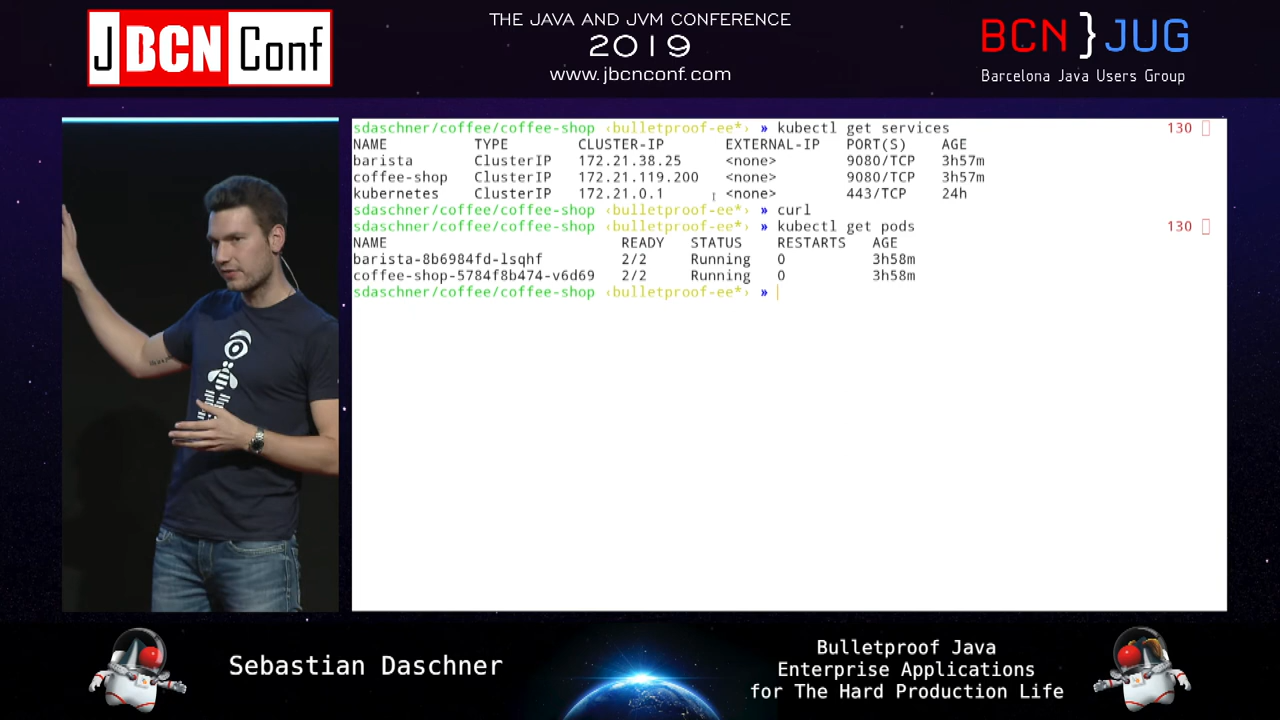 JBCNConf
THE JAVA AND JVM CONFERENCE
2019
www.jbcnconf.com
BCN}JUG
Barcelona Java Users Group
sdaschner/coffee/coffee-shop ‹bulletproof-ee*› » kubectl get services 130
NAME TYPE CLUSTER-IP EXTERNAL-IP PORT(S) AGE
barista ClusterIP 172.21.38.25 <none> 9080/TCP 3h57m
coffee-shop ClusterIP 172.21.119.200 <none> 9080/TCP 3h57m
kubernetes ClusterIP 172.21.0.1 <none> 443/TCP 24h
sdaschner/coffee/coffee-shop ‹bulletproof-ee*› » curl
sdaschner/coffee/coffee-shop ‹bulletproof-ee*› » kubectl get pods 130
NAME READY STATUS RESTARTS AGE
barista-8b6984fd-lsqhf 2/2 Running 0 3h58m
coffee-shop-5784f8b474-v6d69 2/2 Running 0 3h58m
sdaschner/coffee/coffee-shop ‹bulletproof-ee*› »
Sebastian Daschner
Bulletproof Java
Enterprise Applications
for The Hard Production Life